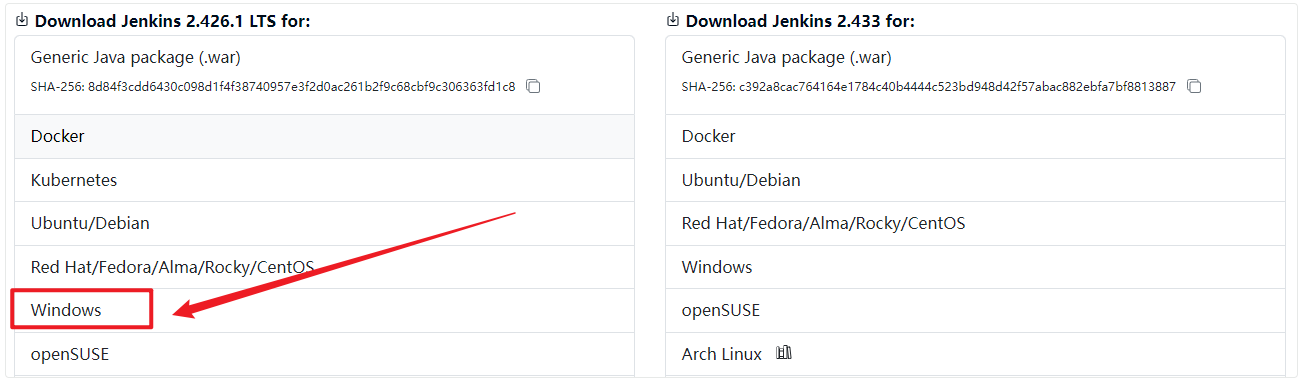 Download Jenkins 2.426.1 LTS for:
Generic Java package (.war)
SHA-256: 8d84f3cdd6430c098d1f4f38740957e3f2d0ac261b2f9c68cbf9c306363fd1c8
Docker
Kubernetes
Ubuntu/Debian
Red Hat/Fedora/Alma/Rocky/CentOS
Windows
openSUSE
Download Jenkins 2.433 for:
Generic Java package (.war)
SHA-256: c392a8cac764164e1784c40b4444c523bd948d42f57abac882ebfa7bf8813887
Docker
Ubuntu/Debian
Red Hat/Fedora/Alma/Rocky/CentOS
Windows
openSUSE
Arch Linux